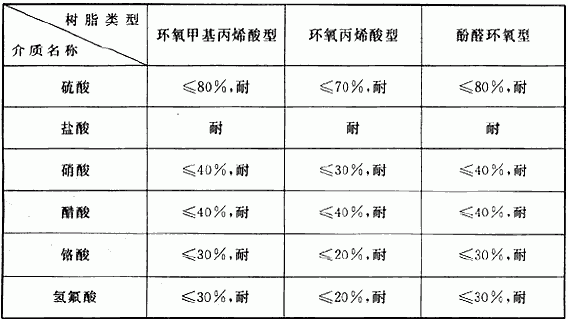 树脂类型
介质名称
环氧甲基丙烯酸型 环氧丙烯酸型 酚醛环氧型
硫酸 ≤80%,耐 ≤70%,耐 ≤80%,耐
盐酸 耐 耐 耐
硝酸 ≤40%,耐 ≤30%,耐 ≤40%,耐
醋酸 ≤40%,耐 ≤40%,耐 ≤40%,耐
铬酸 ≤30%,耐 ≤20%,耐 ≤30%,耐
氢氟酸 ≤30%,耐 ≤20%,耐 ≤30%,耐